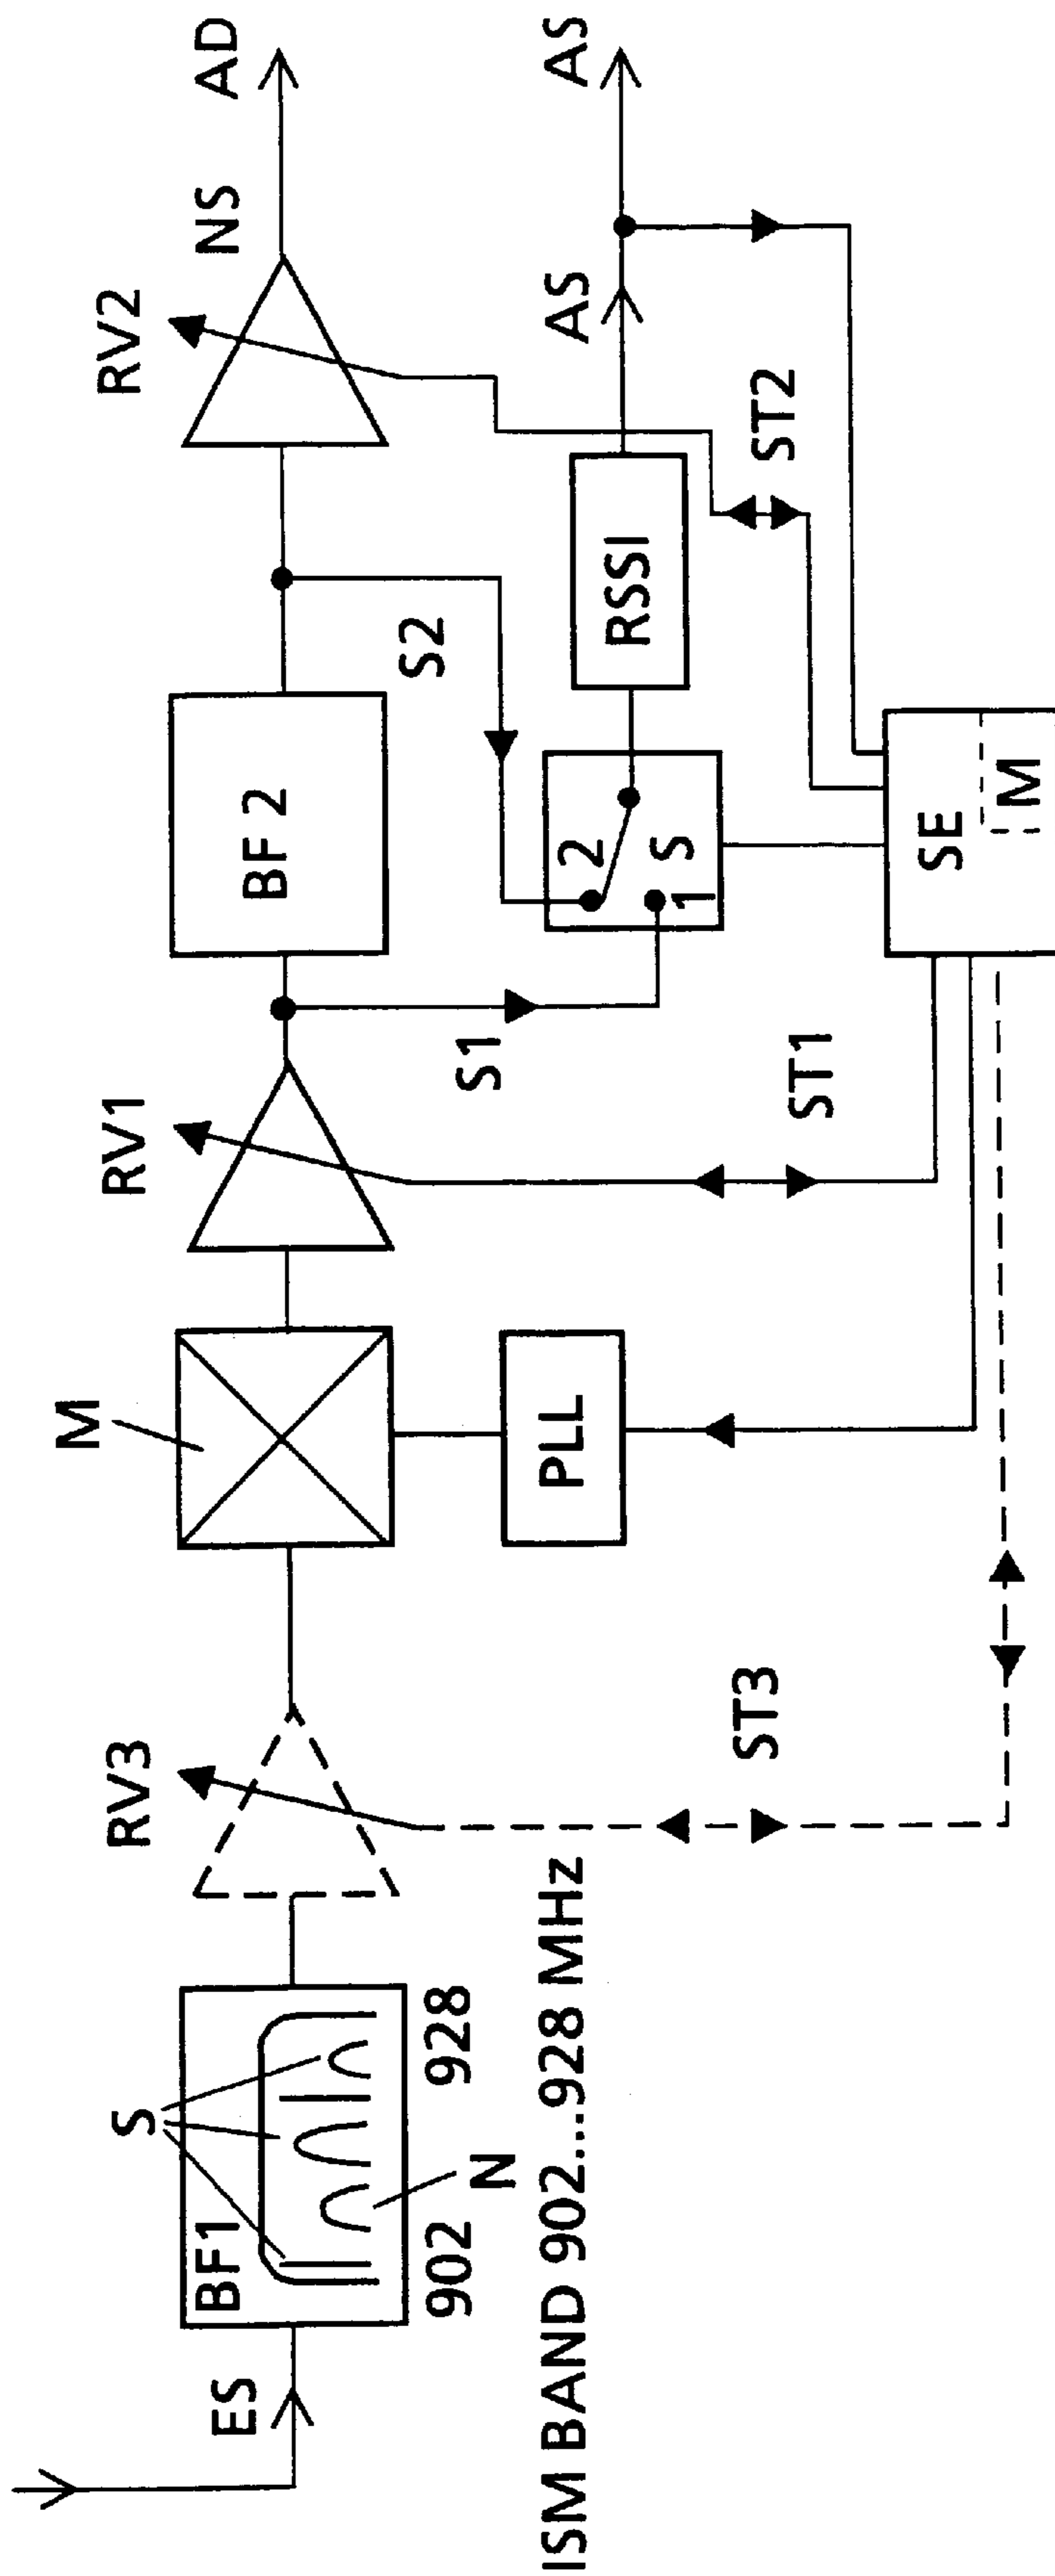 RV3
M
RV1
RV2
S
BF1
ES
BF 2
NS
AD
902
928
N
PLL
S1
S2
2
S
1
RSSI
AS
AS
ISM BAND 902...928 MHz
ST3
ST1
ST2
SE
M